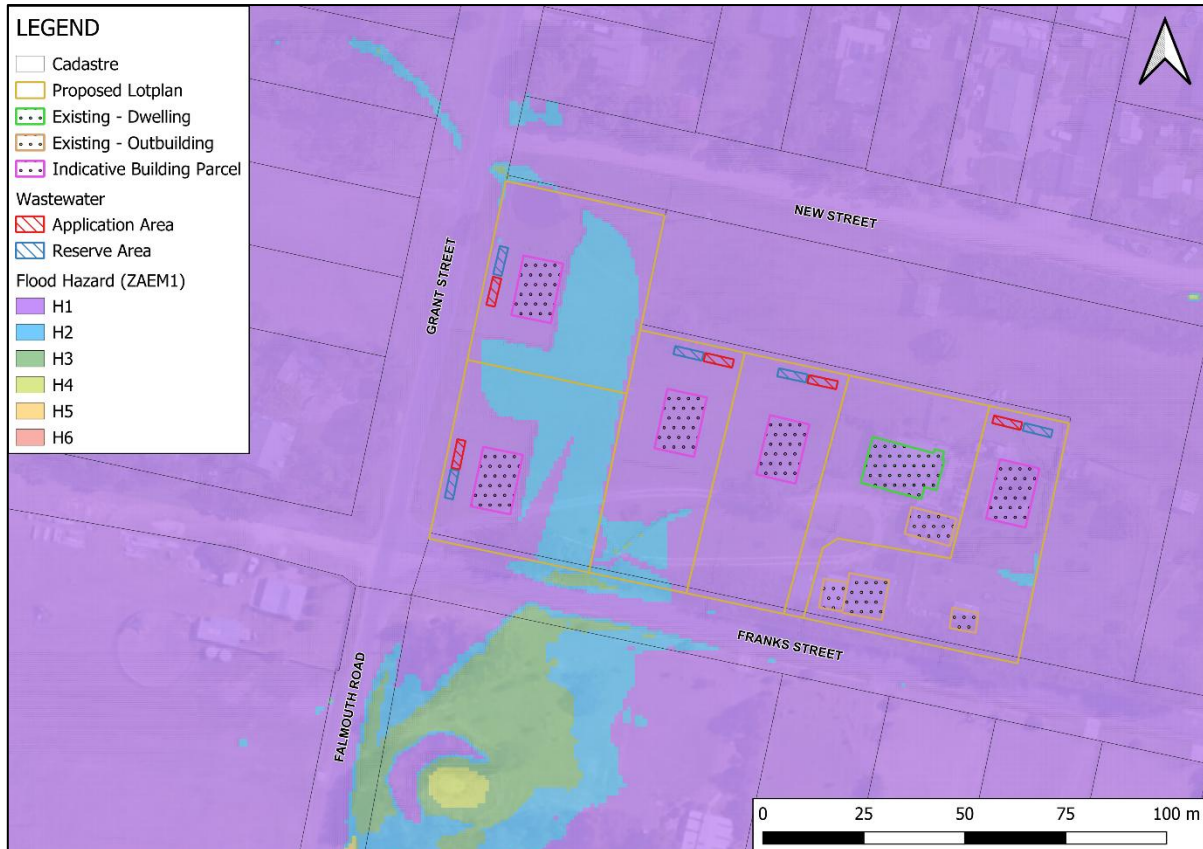 LEGEND
Cadastre
Proposed Lotplan
Existing - Dwelling
Existing - Outbuilding
Indicative Building Parcel
Wastewater
Application Area
Reserve Area
Flood Hazard (ZAEM1)
H1
H2
H3
H4
H5
H6
NEW STREET
GRANT STREET
FRANKS STREET
FALMOUTH ROAD
0 25 50 75 100 m